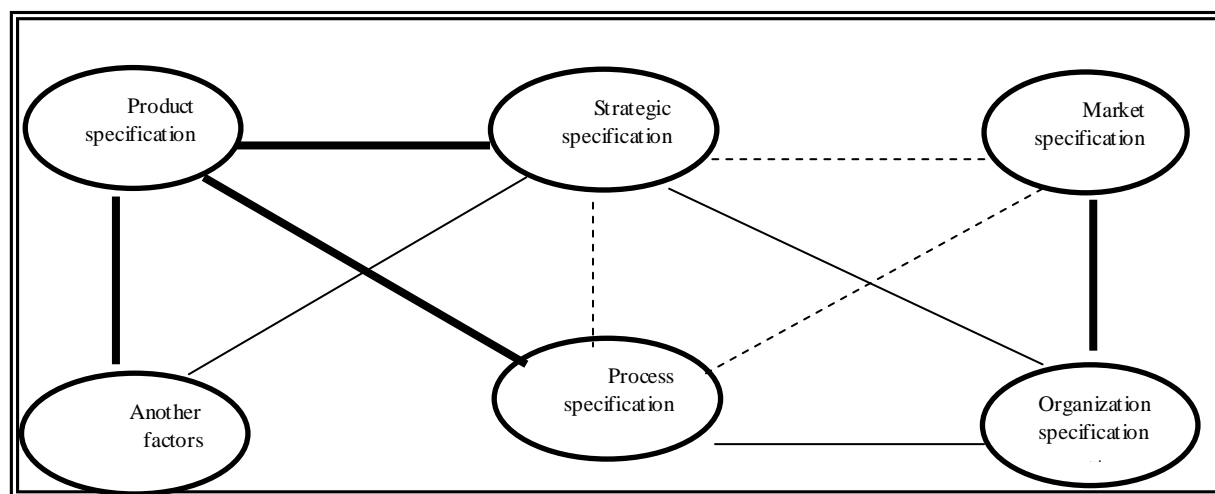 Product
specification
Strategic
specification
Market
specification
Another
factors
Process
specification
Organization
specification